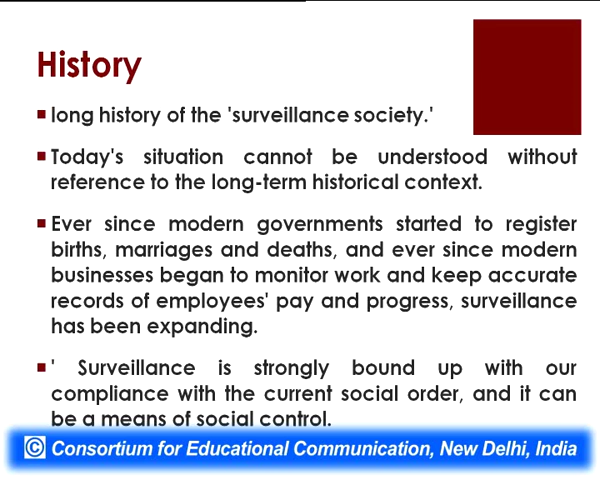 History
long history of the 'surveillance society.'
Today's situation cannot be understood without
reference to the long-term historical context.
Ever since modern governments started to register
births, marriages and deaths, and ever since modern
businesses began to monitor work and keep accurate
records of employees' pay and progress, surveillance
has been expanding.
' Surveillance is strongly bound up with our
compliance with the current social order, and it can
be a means of social control.
© Consortium for Educational Communication, New Delhi, India